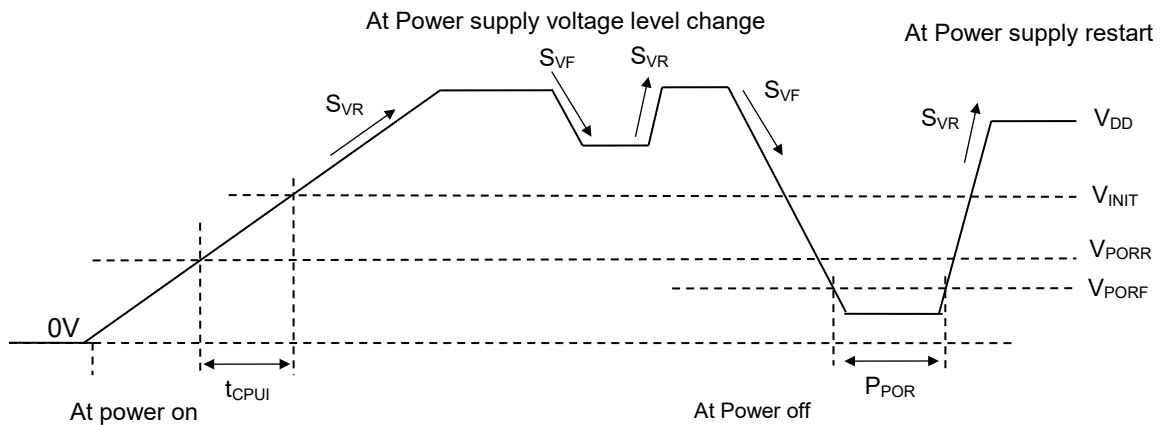 At Power supply voltage level change
At Power supply restart
SVF
SVR
SVR
SVF
SVR
VDD
VINIT
VPORR
VPORF
0V
tCPUI
PPOR
At power on
At Power off